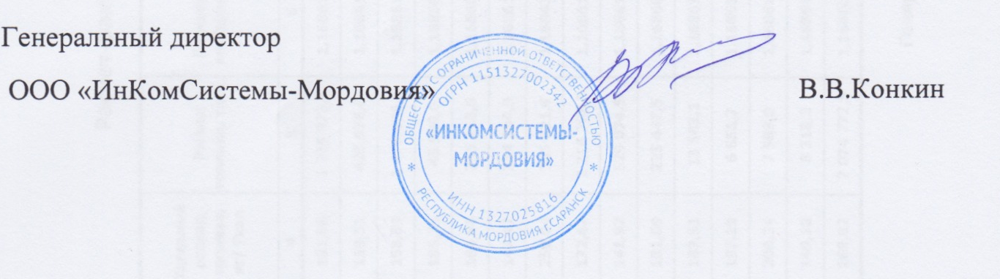 Генеральный директор
ООО «ИнКомСистемы-Мордовия»
В.В.Конкин
ОБЩЕСТВО С ОГРАНИЧЕННОЙ ОТВЕТСТВЕННОСТЬЮ
ОГРН 1151327002342
«ИНКОМСИСТЕМЫ-
МОРДОВИЯ»
ИНН 1327025816
* РЕСПУБЛИКА МОРДОВИЯ г.САРАНСК *